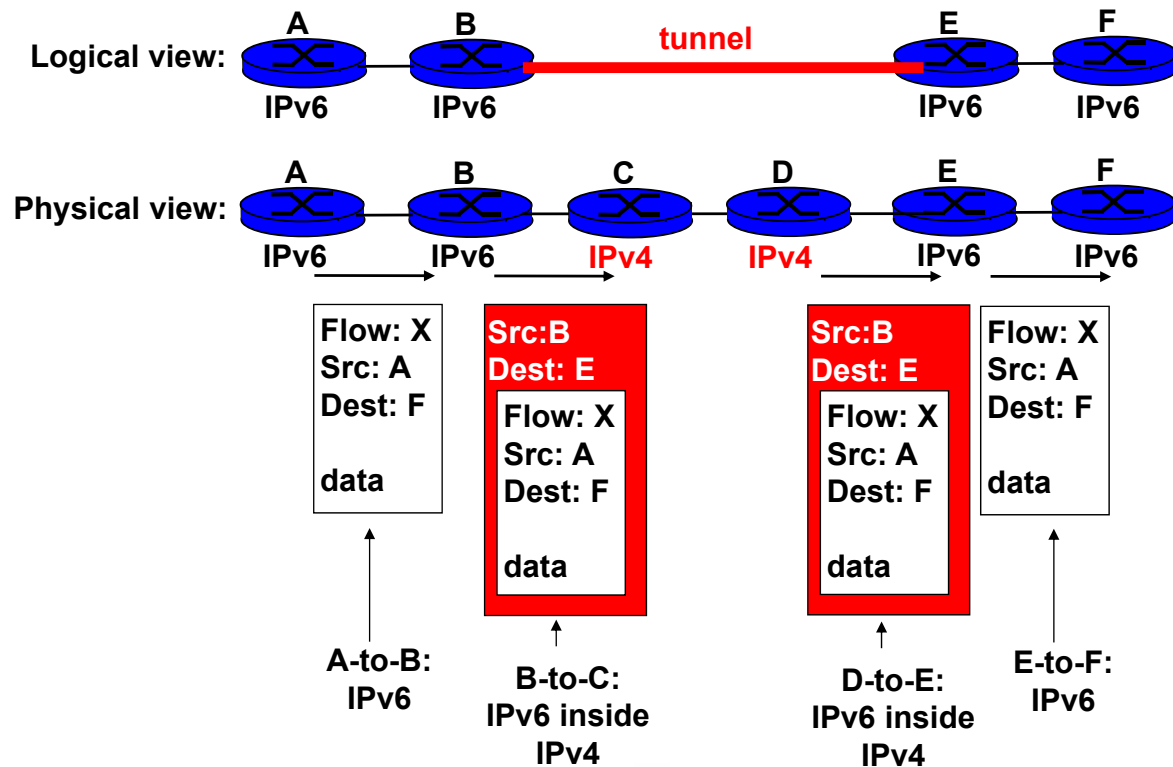 A B tunnel E F
Logical view:
IPv6 IPv6 IPv6 IPv6
A B C D E F
Physical view:
IPv6 IPv6 IPv4 IPv4 IPv6 IPv6
Flow: X
Src: A
Dest: F
data
Src:B
Dest: E
Flow: X
Src: A
Dest: F
data
Src:B
Dest: E
Flow: X
Src: A
Dest: F
data
Flow: X
Src: A
Dest: F
data
A-to-B:
IPv6
B-to-C:
IPv6 inside
IPv4
D-to-E:
IPv6 inside
IPv4
E-to-F:
IPv6